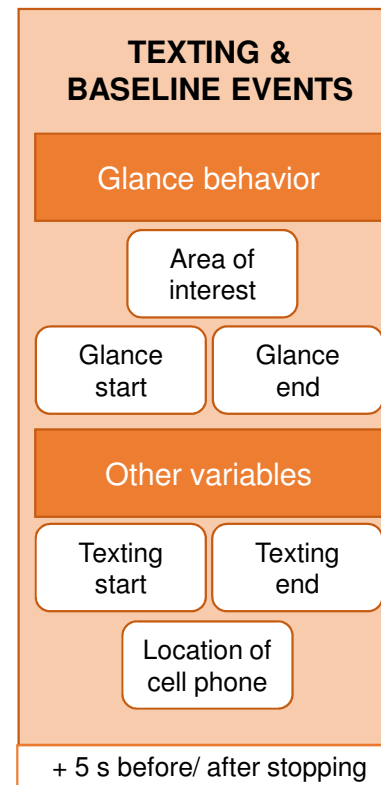 TEXTING &
BASELINE EVENTS
Glance behavior
Area of
interest
Glance
start
Glance
end
Other variables
Texting
start
Texting
end
Location of
cell phone
+ 5 s before/ after stopping